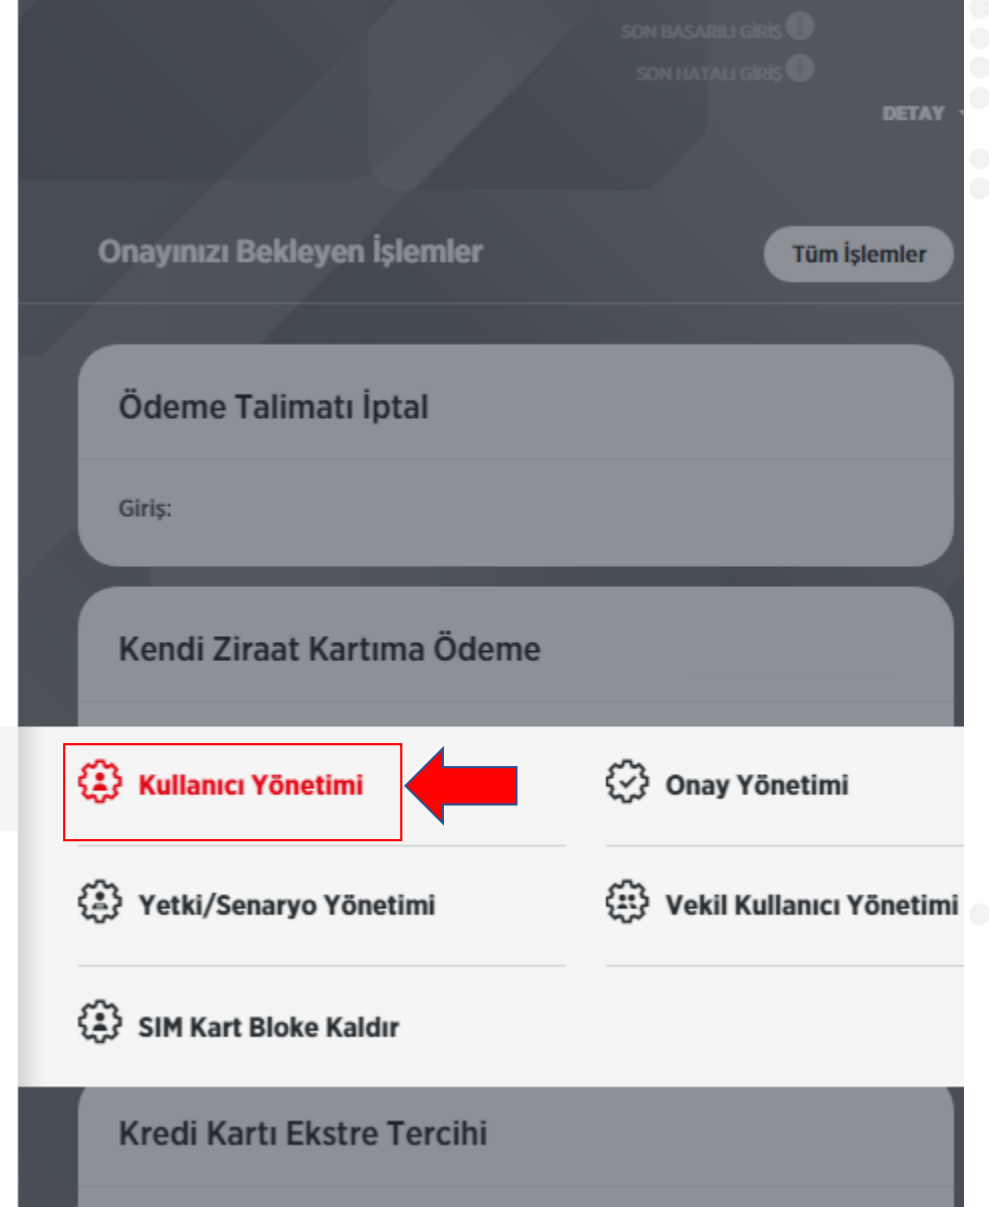 SON BAŞARILI GİRİŞ
SON HATALI GİRİŞ
DETAY
Onayınızı Bekleyen İşlemler
Tüm İşlemler
Ödeme Talimatı İptal
Giriş:
Kendi Ziraat Kartıma Ödeme
Kullanıcı Yönetimi
Onay Yönetimi
Yetki/Senaryo Yönetimi
Vekil Kullanıcı Yönetimi
SIM Kart Bloke Kaldır
Kredi Kartı Ekstre Tercihi